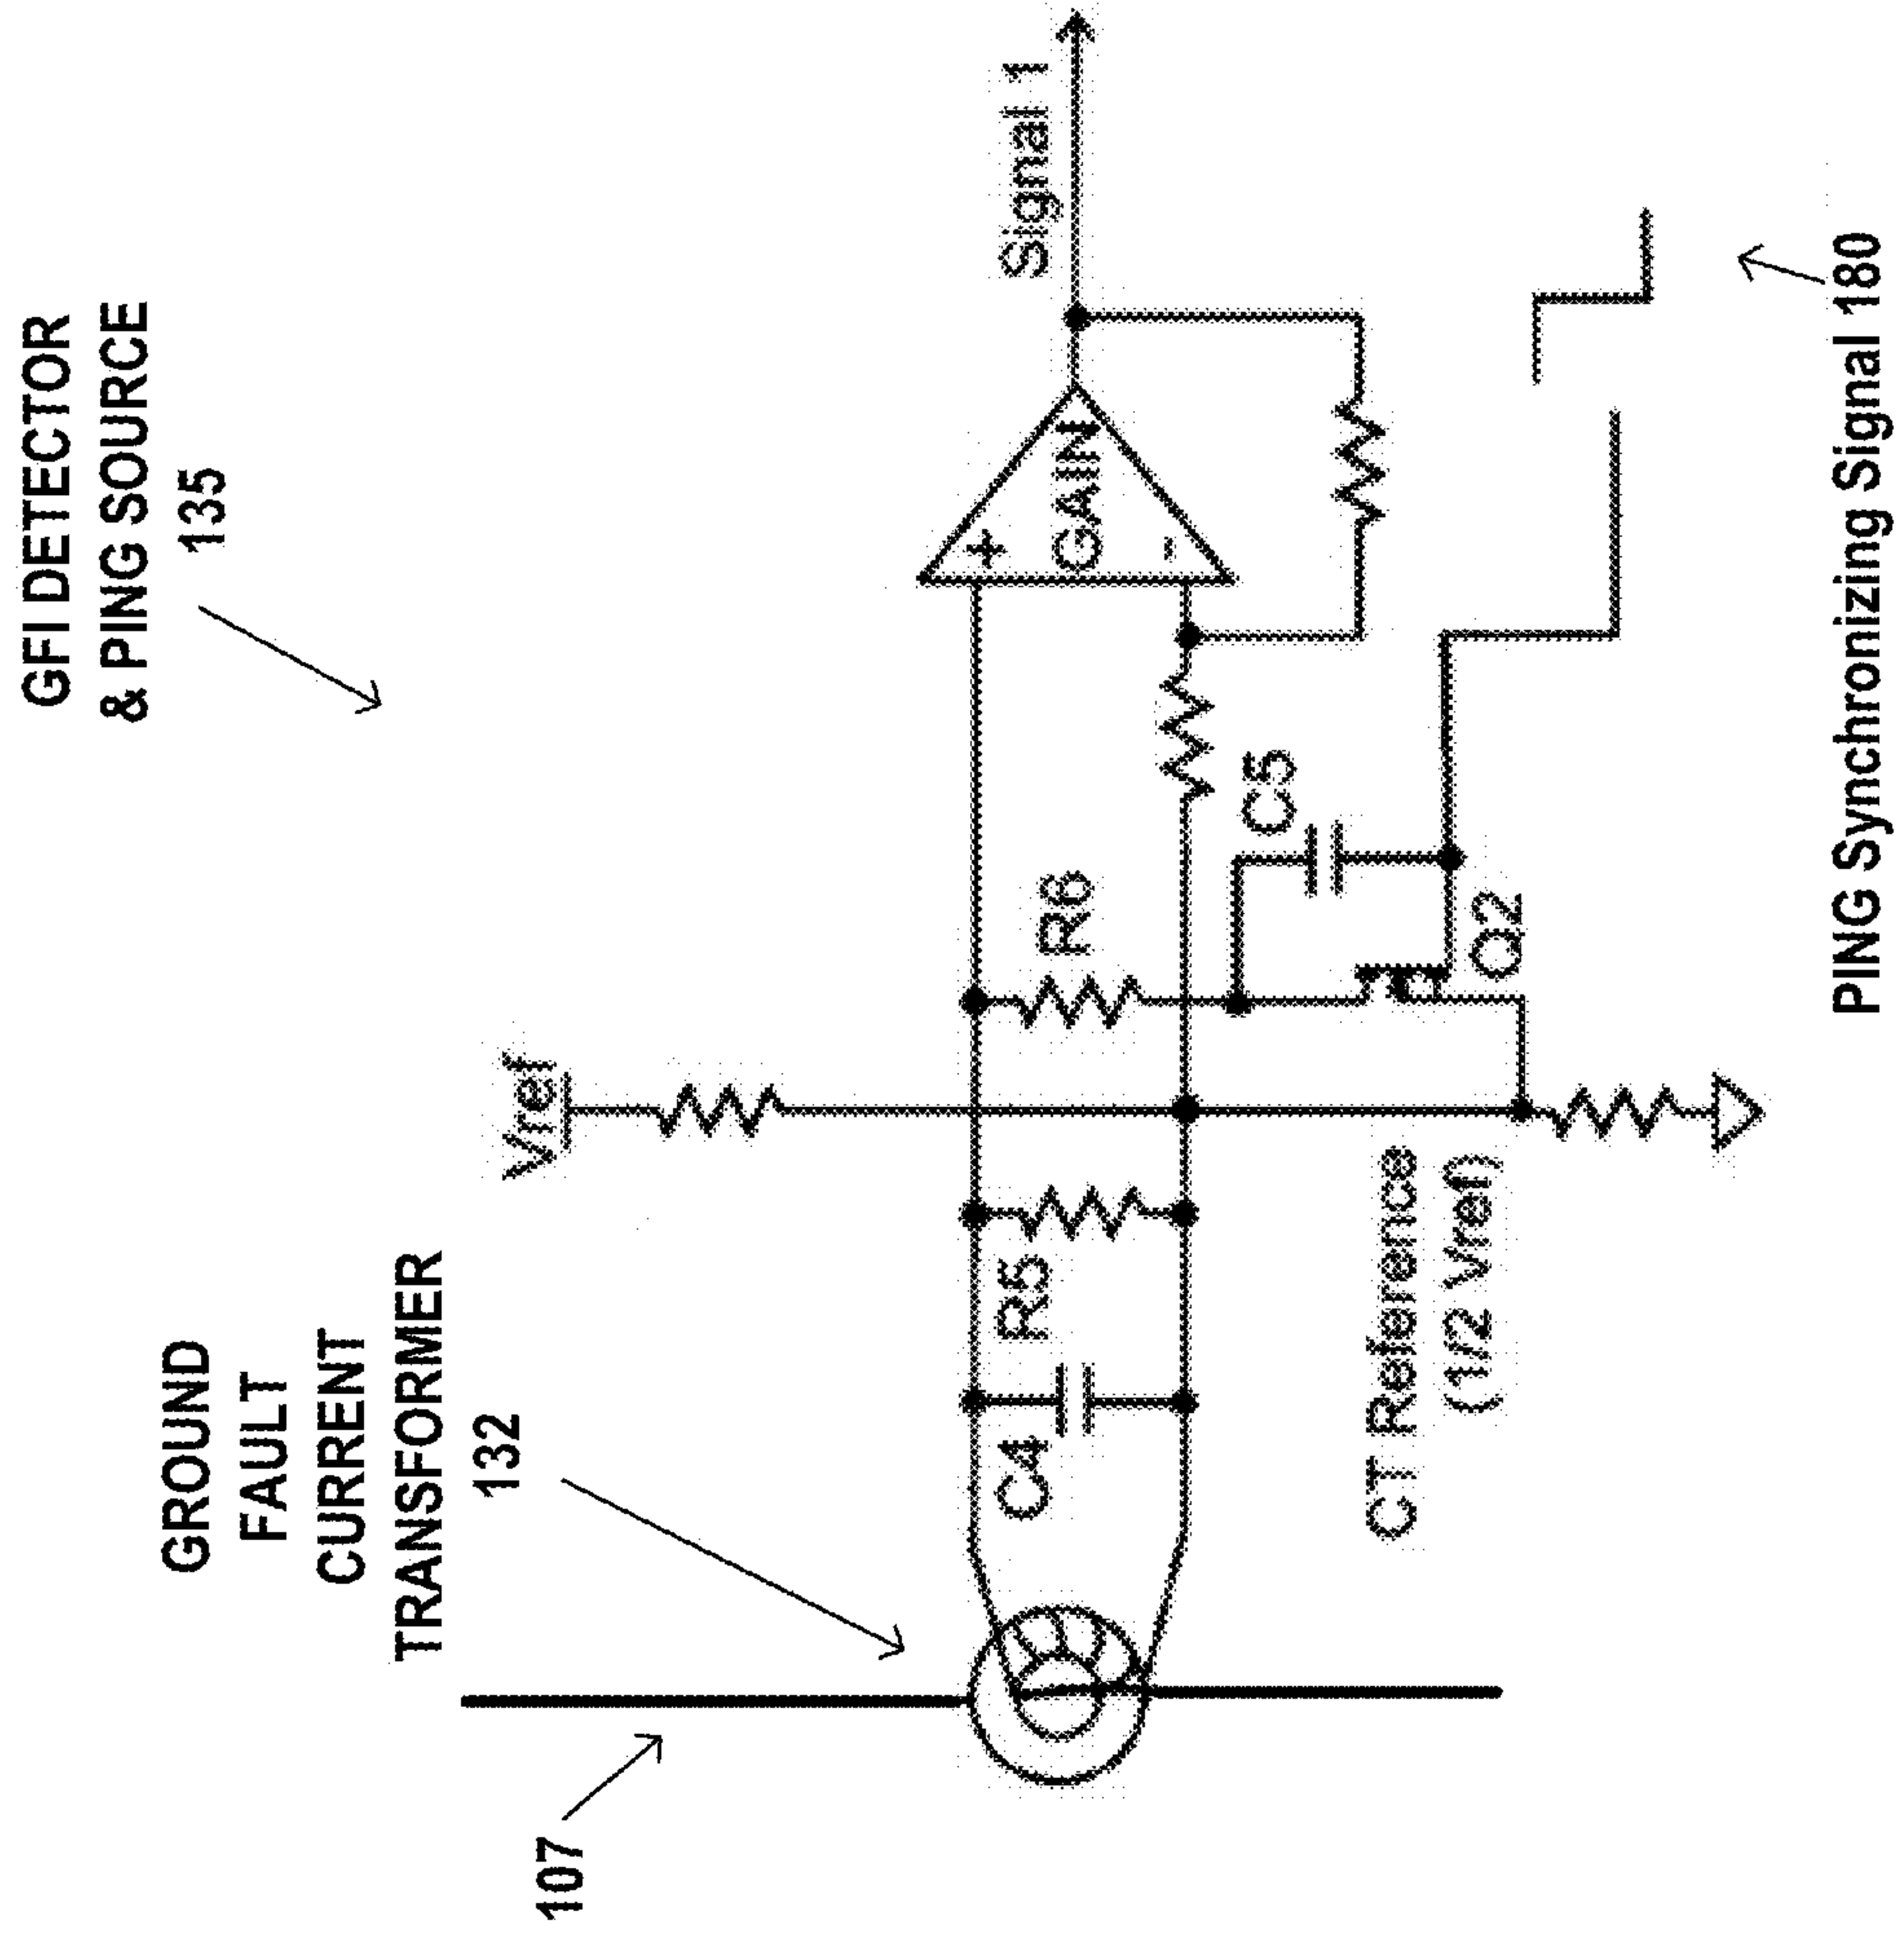 GFI DETECTOR
& PING SOURCE
135
GROUND
FAULT
CURRENT
TRANSFORMER
132
107
Vref
C4
R5
R6
+
GAIN
-
Signal 1
C5
Q2
CT Reference
(1/2 Vref)
PING Synchronizing Signal 180